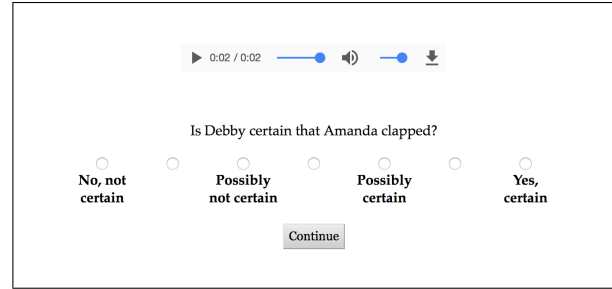 0:02 / 0:02
Is Debby certain that Amanda clapped?
No, not Possibly Possibly Yes,
certain not certain certain certain
Continue